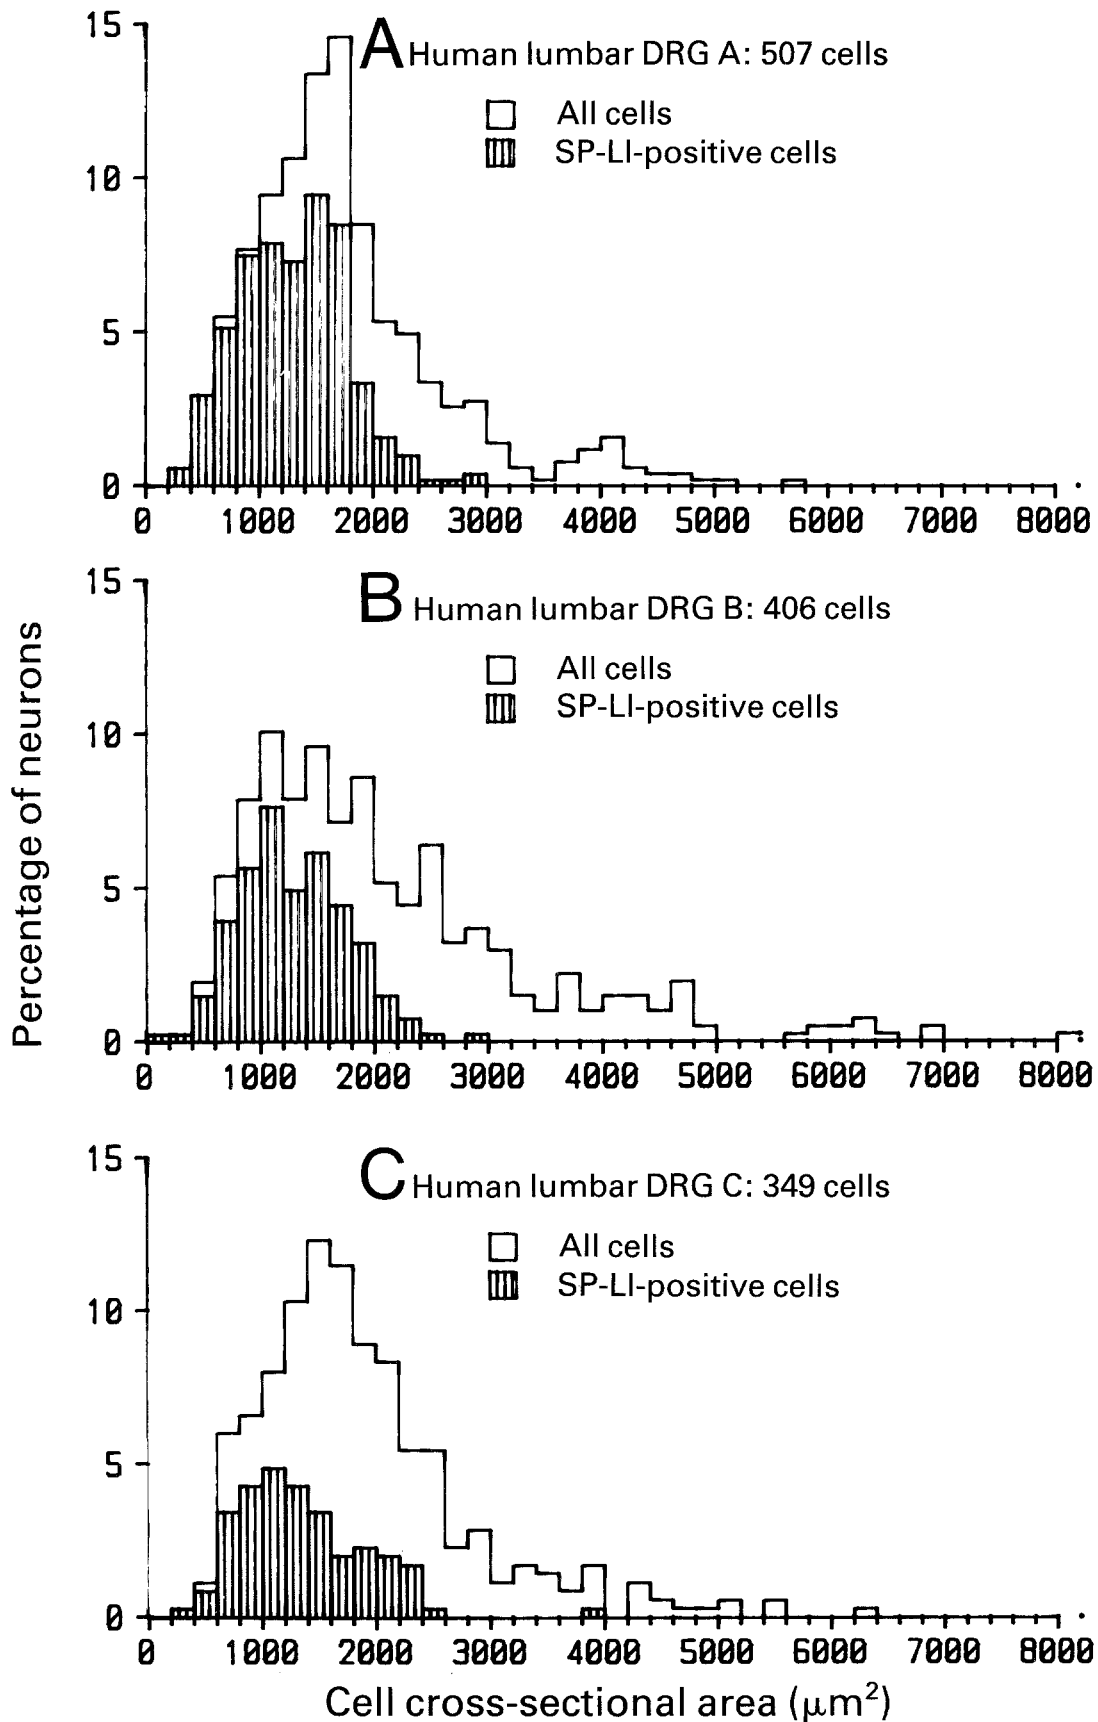 15
A Human lumbar DRG A: 507 cells
All cells
SP-LI-positive cells
10
5
0
0 1000 2000 3000 4000 5000 6000 7000 8000
15
B Human lumbar DRG B: 406 cells
All cells
SP-LI-positive cells
10
5
0
0 1000 2000 3000 4000 5000 6000 7000 8000
Percentage of neurons
15
C Human lumbar DRG C: 349 cells
All cells
SP-LI-positive cells
10
5
0
0 1000 2000 3000 4000 5000 6000 7000 8000
Cell cross-sectional area (μm²)